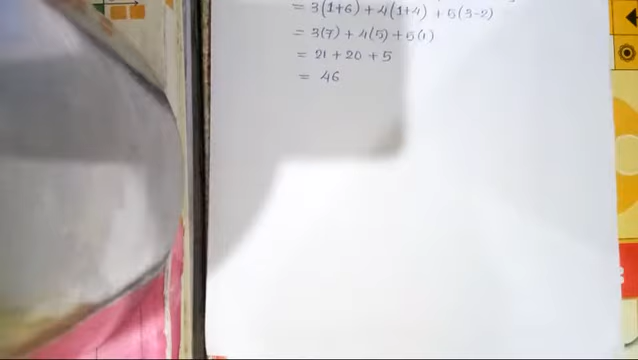 = 3(1+6) + 4(1+4) + 5(3-2)
= 3(7) + 4(5) + 5(1)
= 21 + 20 + 5
= 46